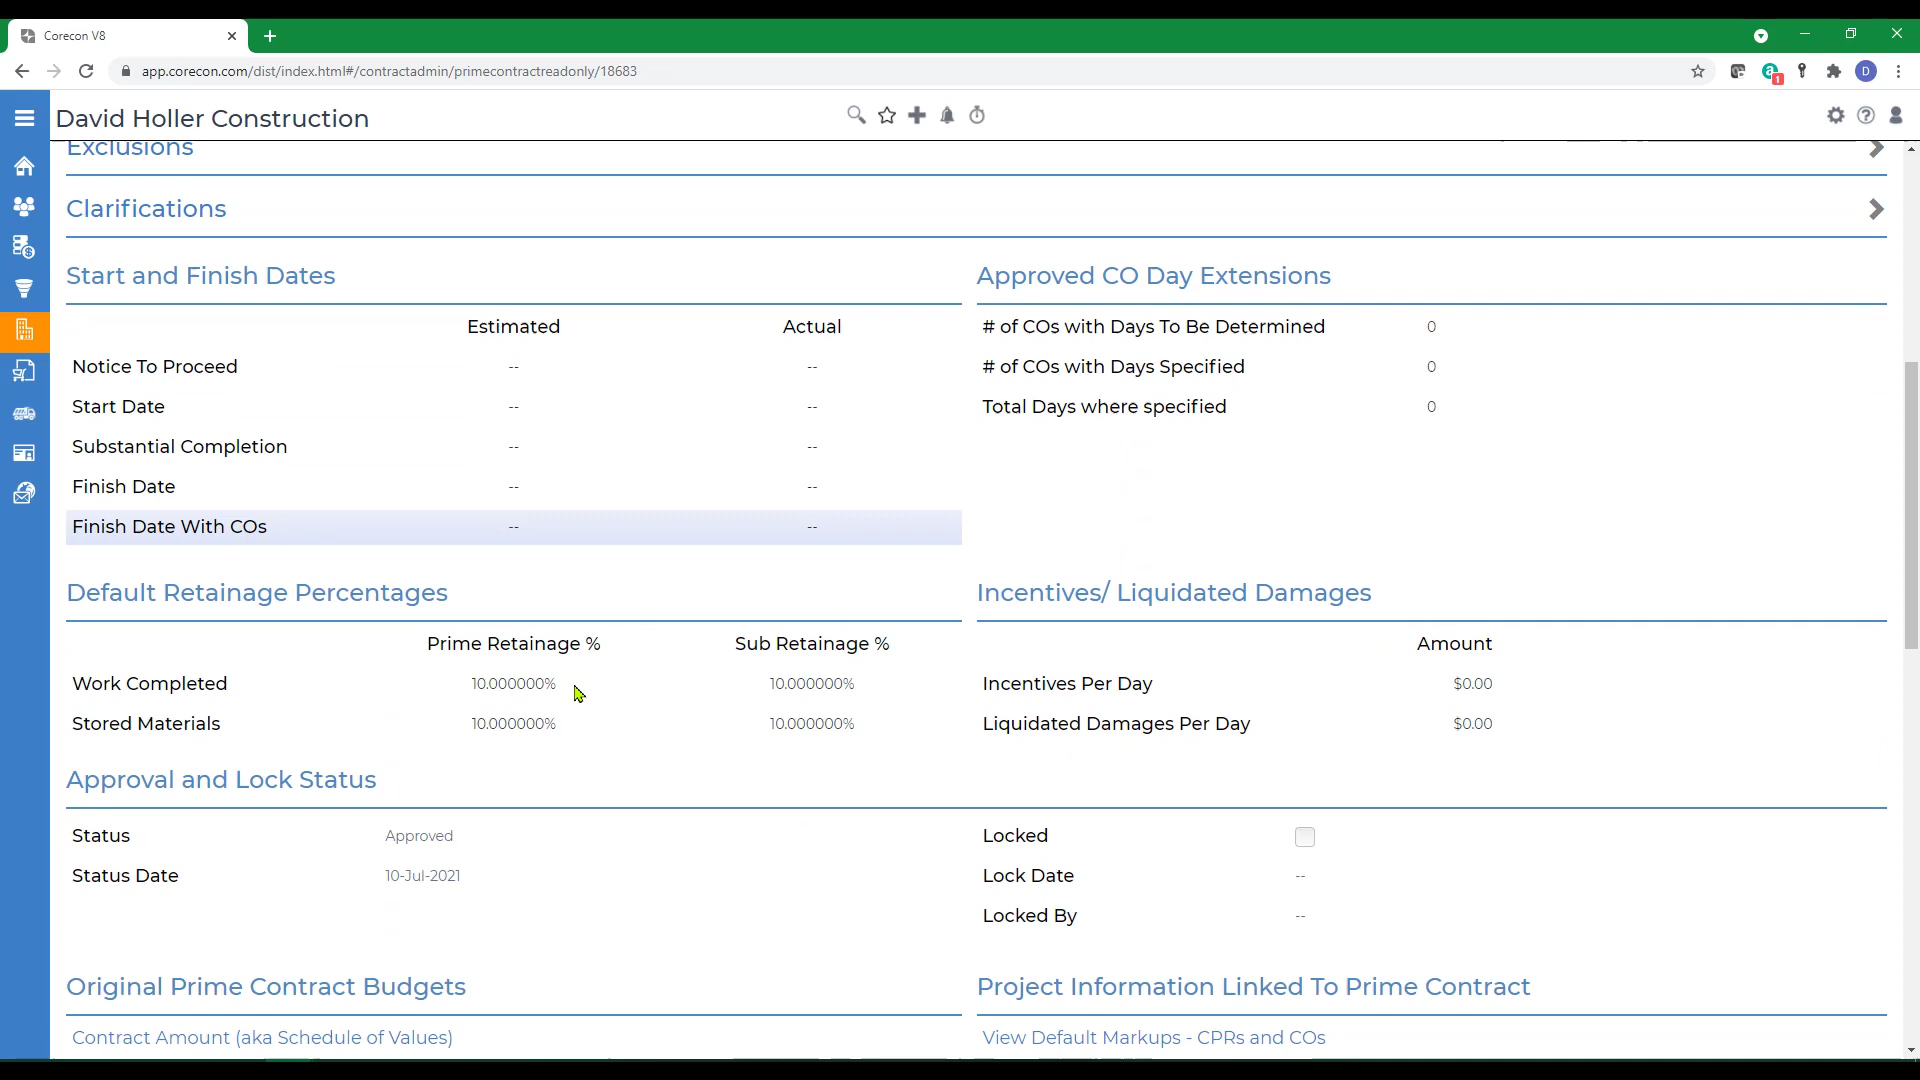 Corecon V8
app.corecon.com/dist/index.html#/contractadmin/primecontractreadonly/18683
D
1
David Holler Construction
Exclusions
Clarifications
Start and Finish Dates
Estimated Actual
Notice To Proceed -- --
Start Date -- --
Substantial Completion -- --
Finish Date -- --
Finish Date With COs -- --
Approved CO Day Extensions
# of COs with Days To Be Determined 0
# of COs with Days Specified 0
Total Days where specified 0
Default Retainage Percentages
Prime Retainage % Sub Retainage %
Work Completed 10.000000% 10.000000%
Stored Materials 10.000000% 10.000000%
Incentives/ Liquidated Damages
Amount
Incentives Per Day $0.00
Liquidated Damages Per Day $0.00
Approval and Lock Status
Status Approved
Status Date 10-Jul-2021
Locked
Lock Date --
Locked By --
Original Prime Contract Budgets
Contract Amount (aka Schedule of Values)
Project Information Linked To Prime Contract
View Default Markups - CPRs and COs